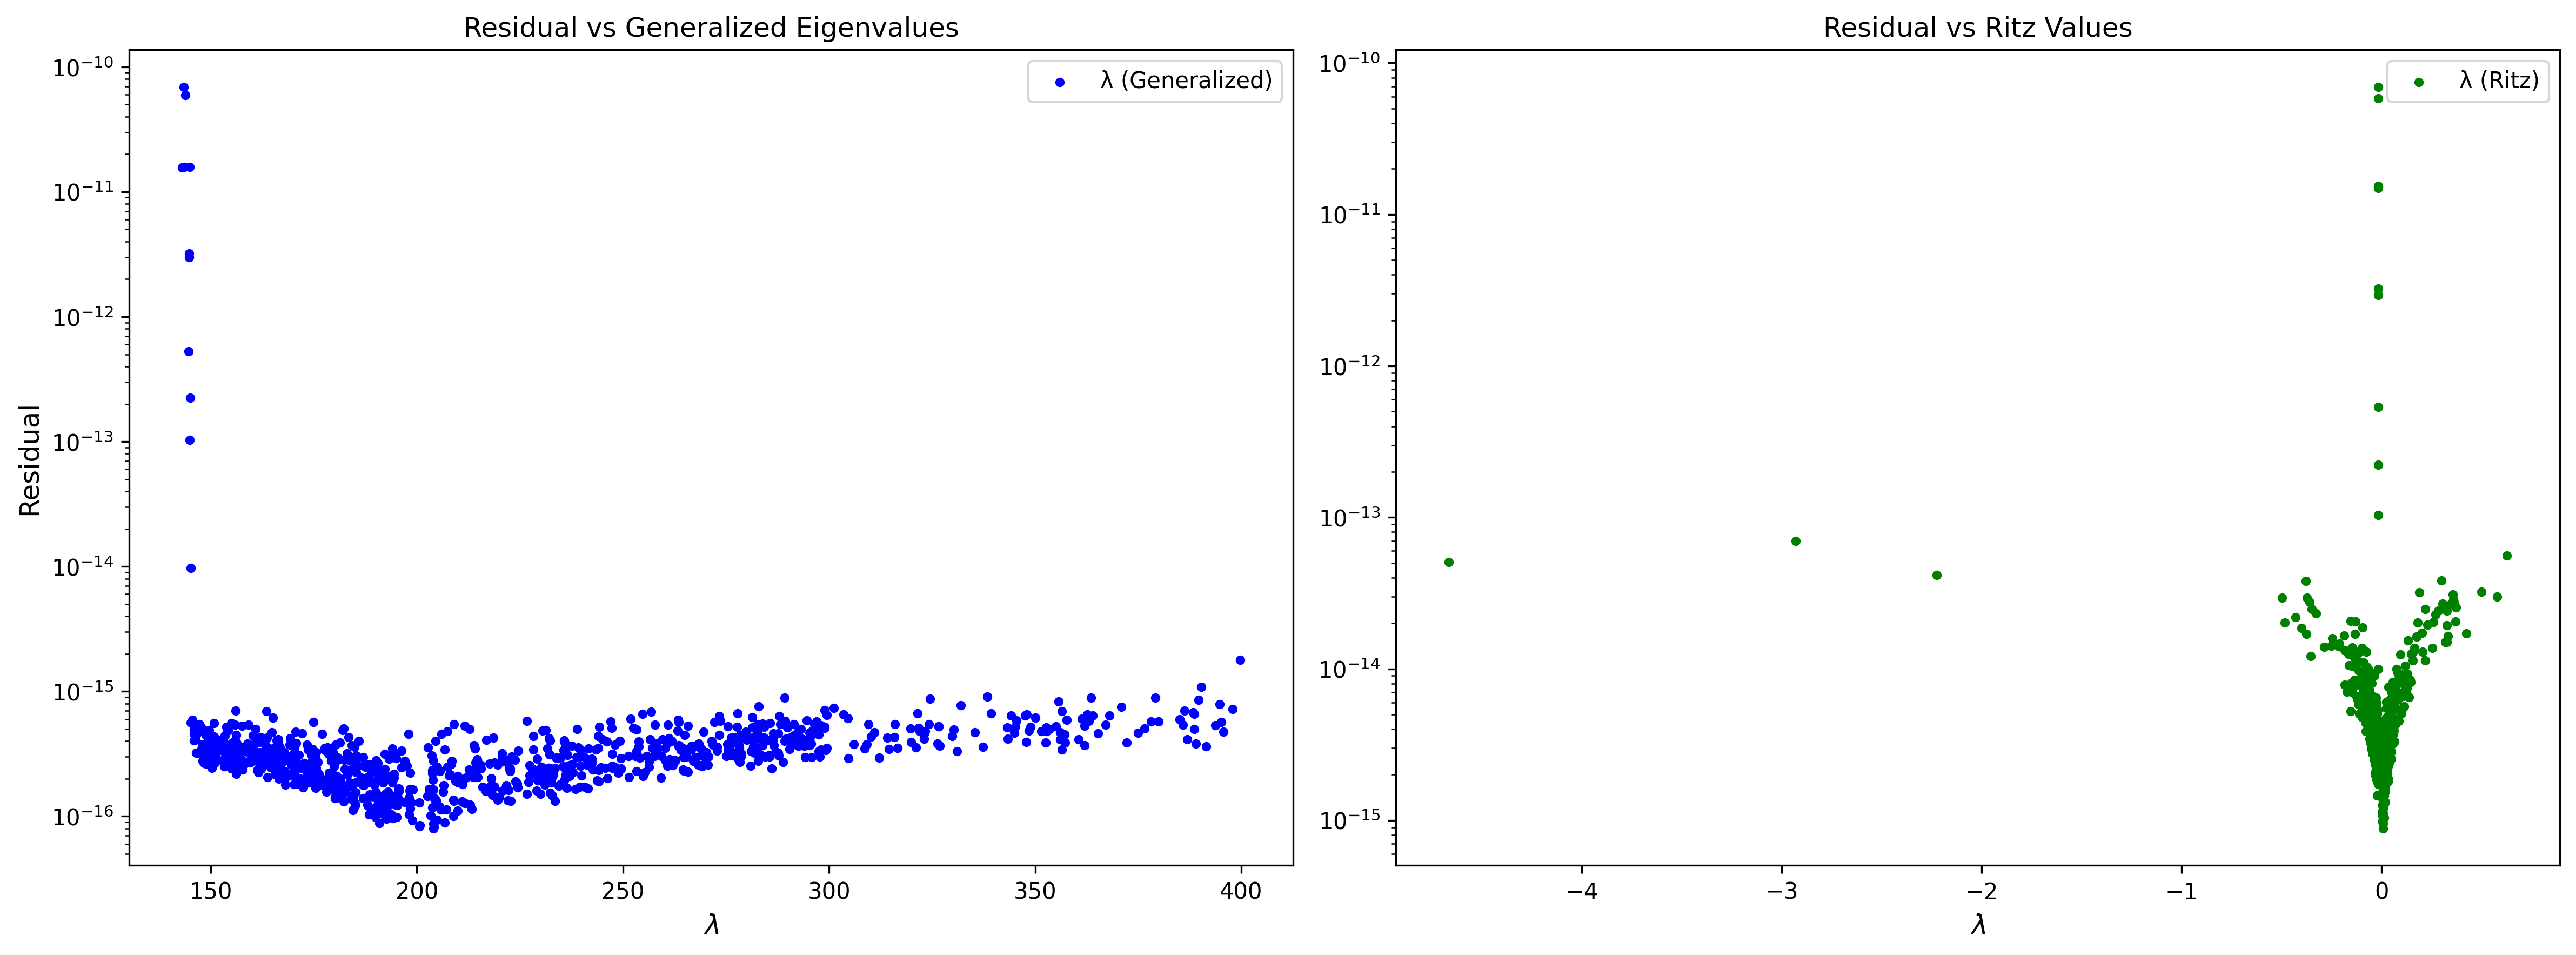 Residual vs Generalized Eigenvalues
λ (Generalized)
Residual
10⁻¹⁰
10⁻¹¹
10⁻¹²
10⁻¹³
10⁻¹⁴
10⁻¹⁵
10⁻¹⁶
150 200 250 300 350 400
λ
Residual vs Ritz Values
λ (Ritz)
10⁻¹⁰
10⁻¹¹
10⁻¹²
10⁻¹³
10⁻¹⁴
10⁻¹⁵
−4 −3 −2 −1 0
λ